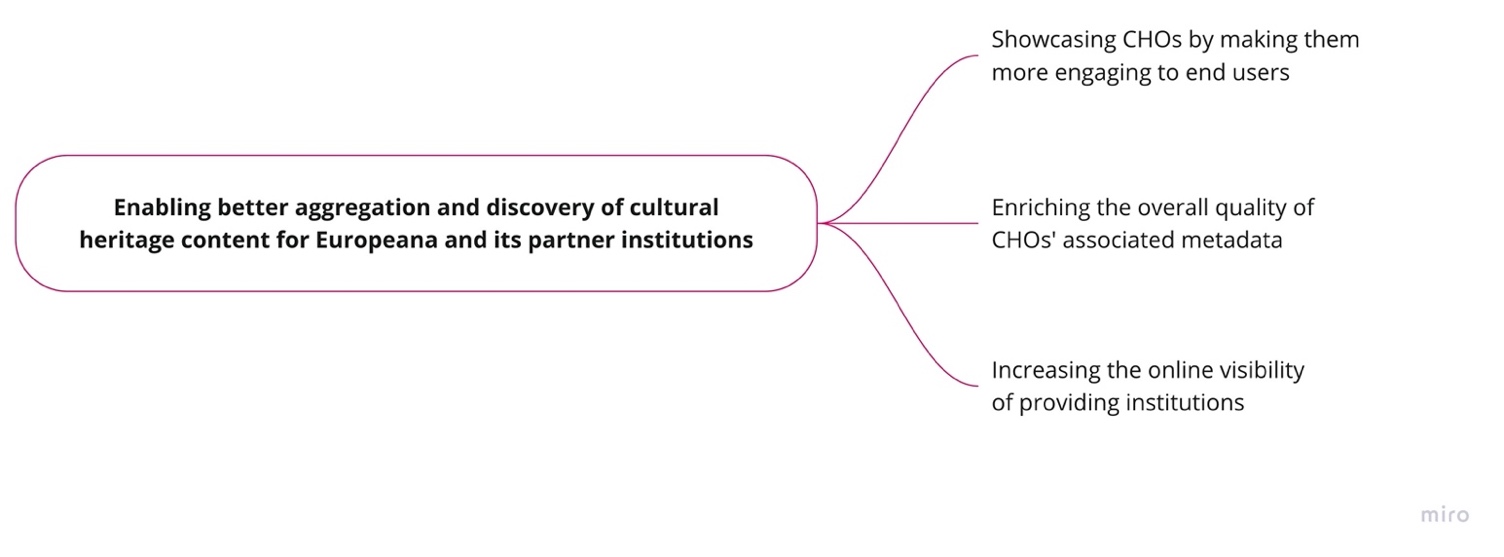 Showcasing CHOs by making them
more engaging to end users
Enabling better aggregation and discovery of cultural
heritage content for Europeana and its partner institutions
Enriching the overall quality of
CHOs' associated metadata
Increasing the online visibility
of providing institutions
miro